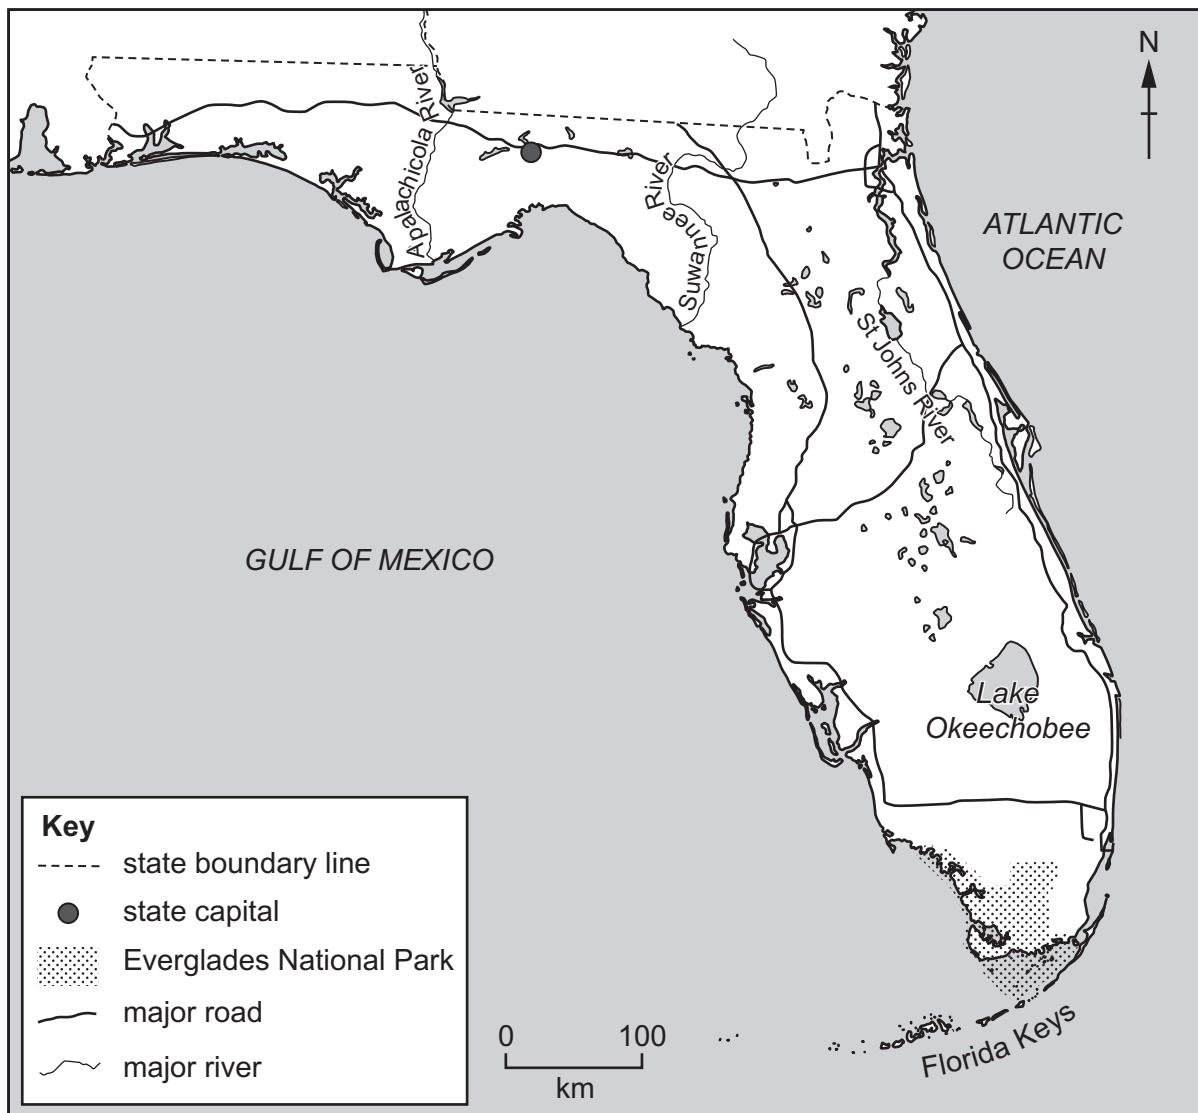 N
Apalachicola River
Suwannee River
ATLANTIC
OCEAN
St Johns River
GULF OF MEXICO
Lake
Okeechobee
Key
state boundary line
state capital
Everglades National Park
major road
major river
0 100
km
Florida Keys